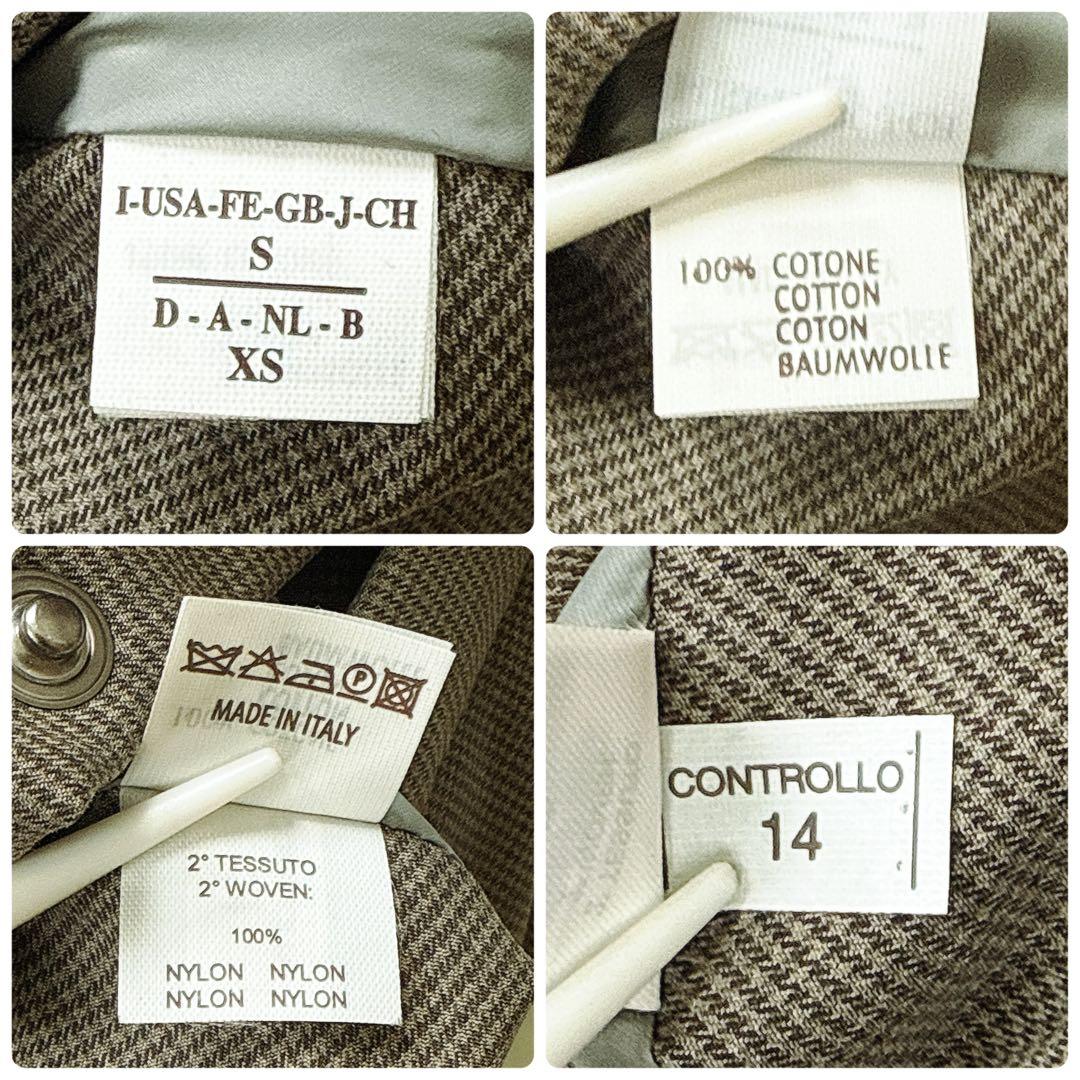 I-USA-FE-GB-J-CH
S
D - A - NL - B
XS
100% COTONE
COTTON
COTON
BAUMWOLLE
P
MADE IN ITALY
2° TESSUTO
2° WOVEN:
100%
NYLON NYLON
NYLON NYLON
CONTROLLO
14